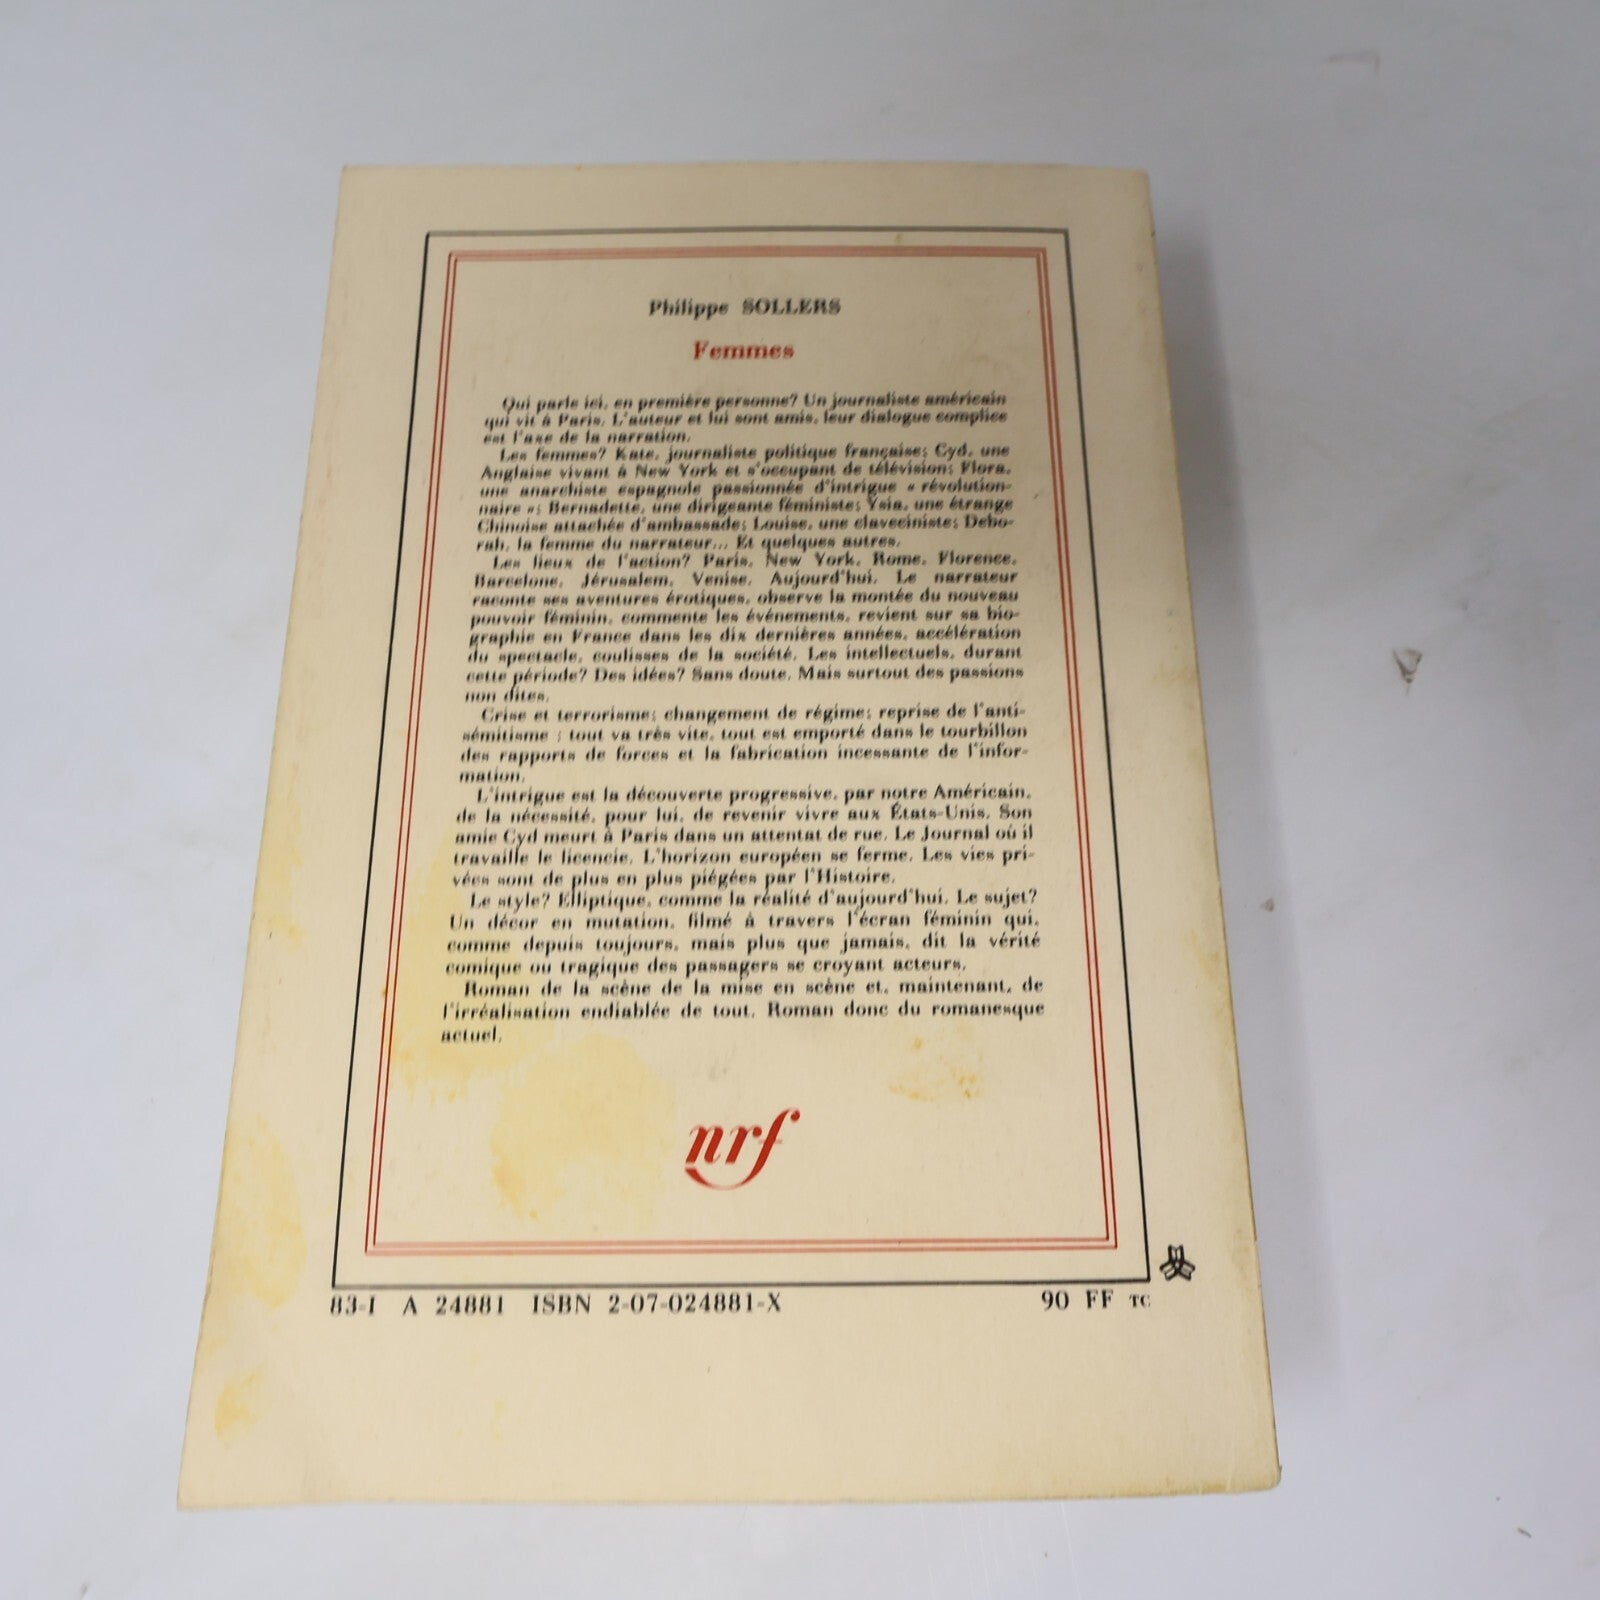 Philippe SOLLERS
Femmes
Qui parle ici, en première personne? Un journaliste américain
qui vit à Paris. L'auteur et lui sont amis, leur dialogue complice
est l'axe de la narration.
Les femmes? Kate, journaliste politique française; Cyd, une
Anglaise vivant à New York et s'occupant de télévision; Flora,
une anarchiste espagnole passionnée d'intrigue « révolution-
naire »; Bernadette, une dirigeante féministe; Ysia, une étrange
Chinoise attachée d'ambassade; Louise, une claveciniste; Debo-
rah, la femme du narrateur... Et quelques autres.
Les lieux de l'action? Paris, New York, Rome, Florence,
Barcelone, Jérusalem, Venise. Aujourd'hui. Le narrateur
raconte ses aventures érotiques, observe la montée du nouveau
pouvoir féminin, commente les événements, revient sur sa bio-
graphie en France dans les dix dernières années, accélération
du spectacle, coulisses de la société. Les intellectuels, durant
cette période? Des idées? Sans doute. Mais surtout des passions
non dites.
Crise et terrorisme; changement de régime; reprise de l'anti-
sémitisme : tout va très vite, tout est emporté dans le tourbillon
des rapports de forces et la fabrication incessante de l'infor-
mation.
L'intrigue est la découverte progressive, par notre Américain,
de la nécessité, pour lui, de revenir vivre aux États-Unis. Son
amie Cyd meurt à Paris dans un attentat de rue. Le Journal où il
travaille le licencie. L'horizon européen se ferme. Les vies pri-
vées sont de plus en plus piégées par l'Histoire.
Le style? Elliptique, comme la réalité d'aujourd'hui. Le sujet?
Un décor en mutation, filmé à travers l'écran féminin qui,
comme depuis toujours, mais plus que jamais, dit la vérité
comique ou tragique des passagers se croyant acteurs.
Roman de la scène de la mise en scène et, maintenant, de
l'irréalisation endiablée de tout. Roman donc du romanesque
actuel.
nrf
83-I A 24881 ISBN 2-07-024881-X 90 FF TC